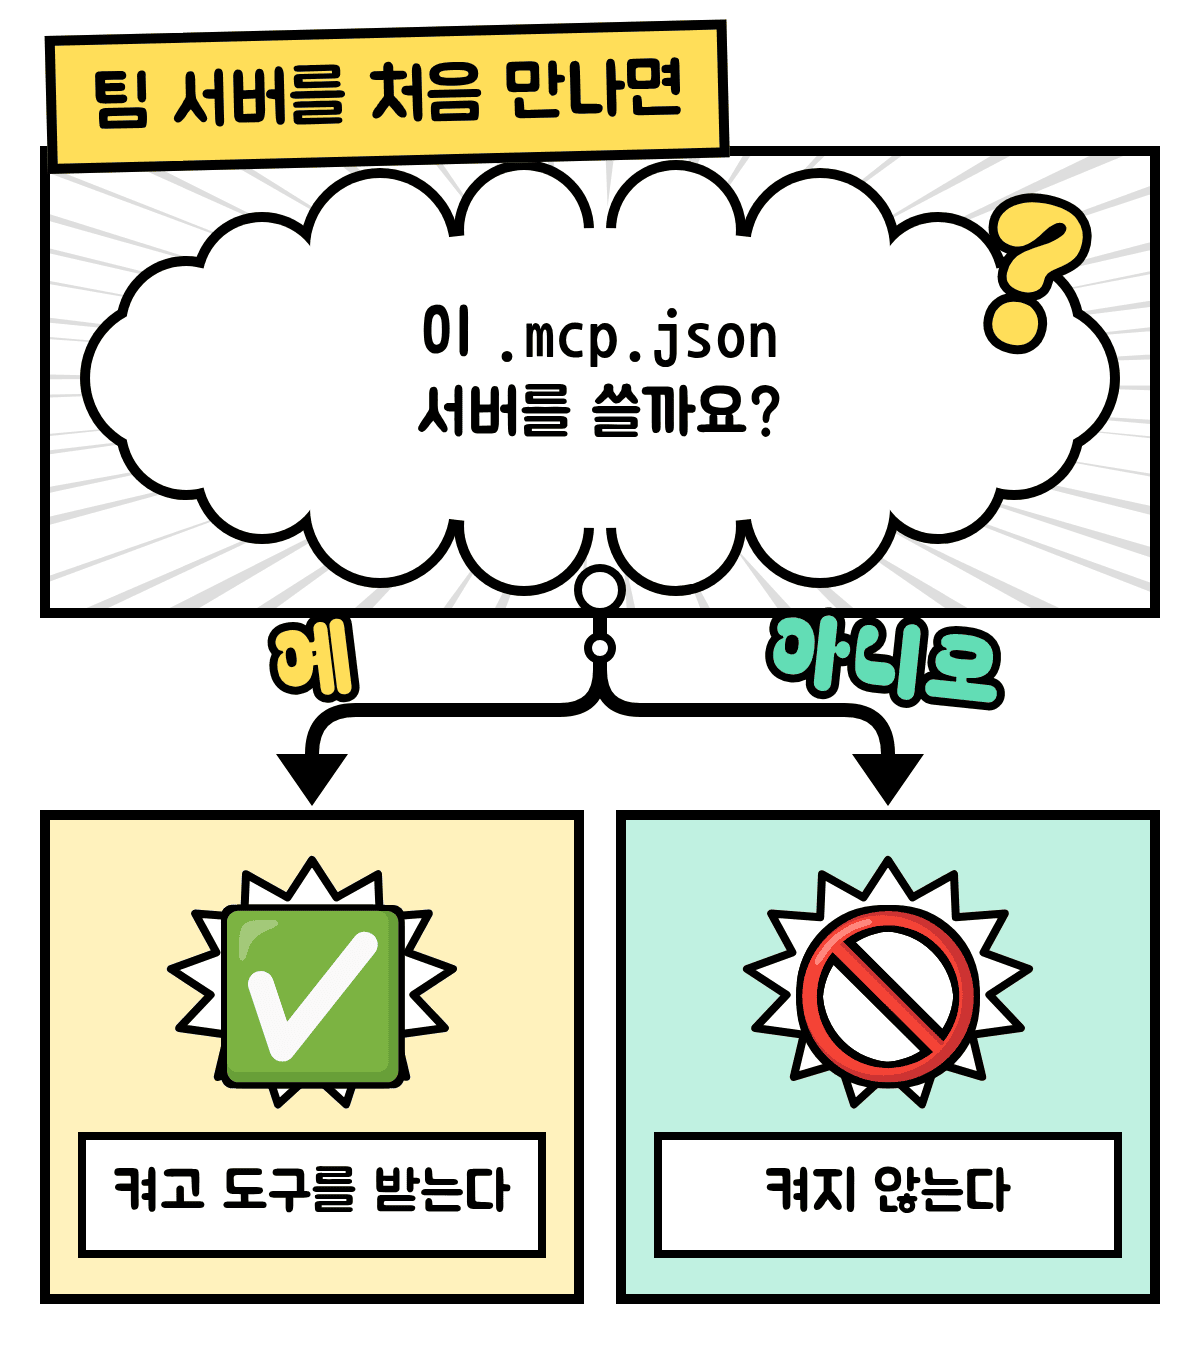 팀 서버를 처음 만나면
이 .mcp.json
서버를 쓸까요?
?
예
아니오
켜고 도구를 받는다
켜지 않는다